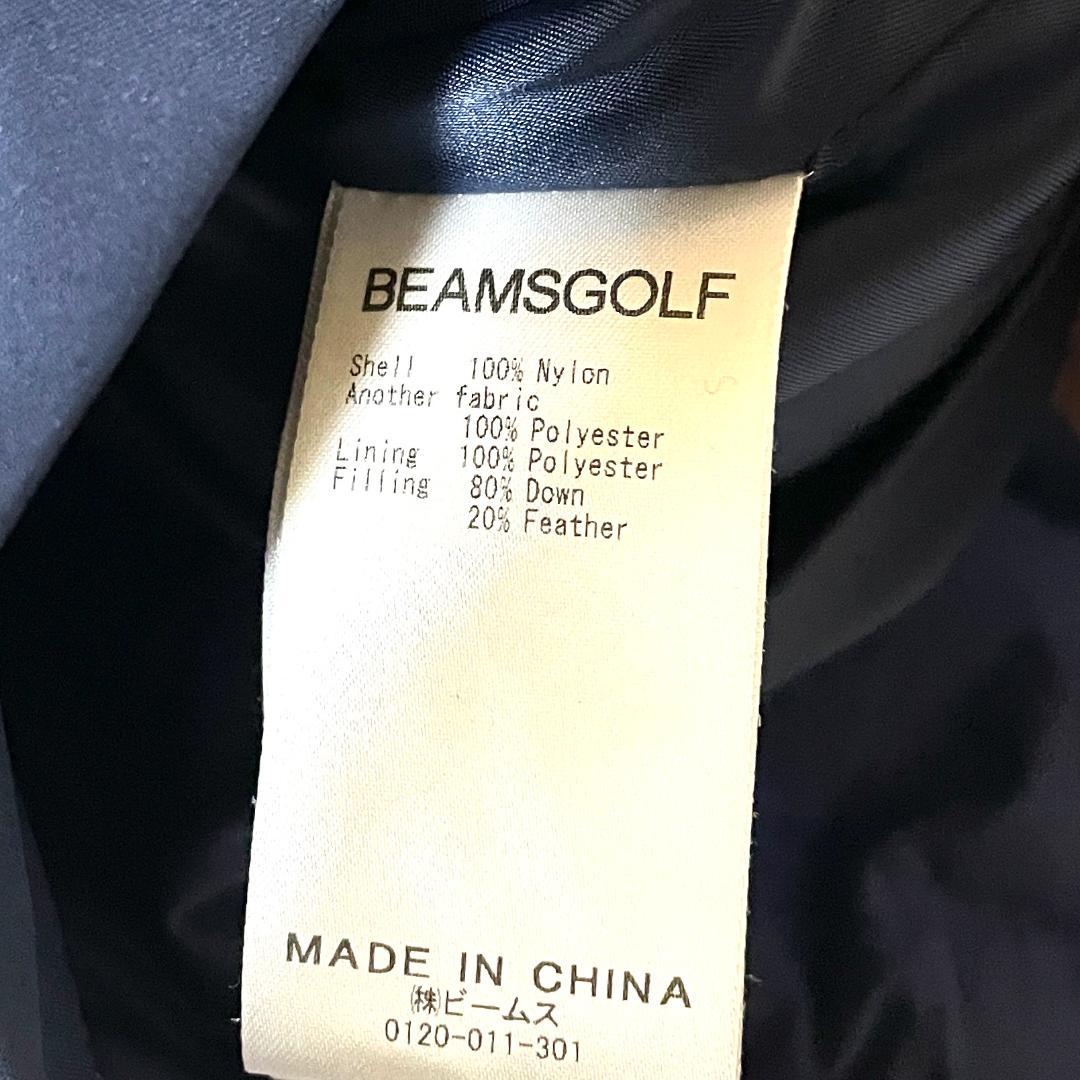 BEAMSGOLF
Shell 100% Nylon
Another fabric
100% Polyester
Lining 100% Polyester
Filling 80% Down
20% Feather
MADE IN CHINA
㈱ビームス
0120-011-301